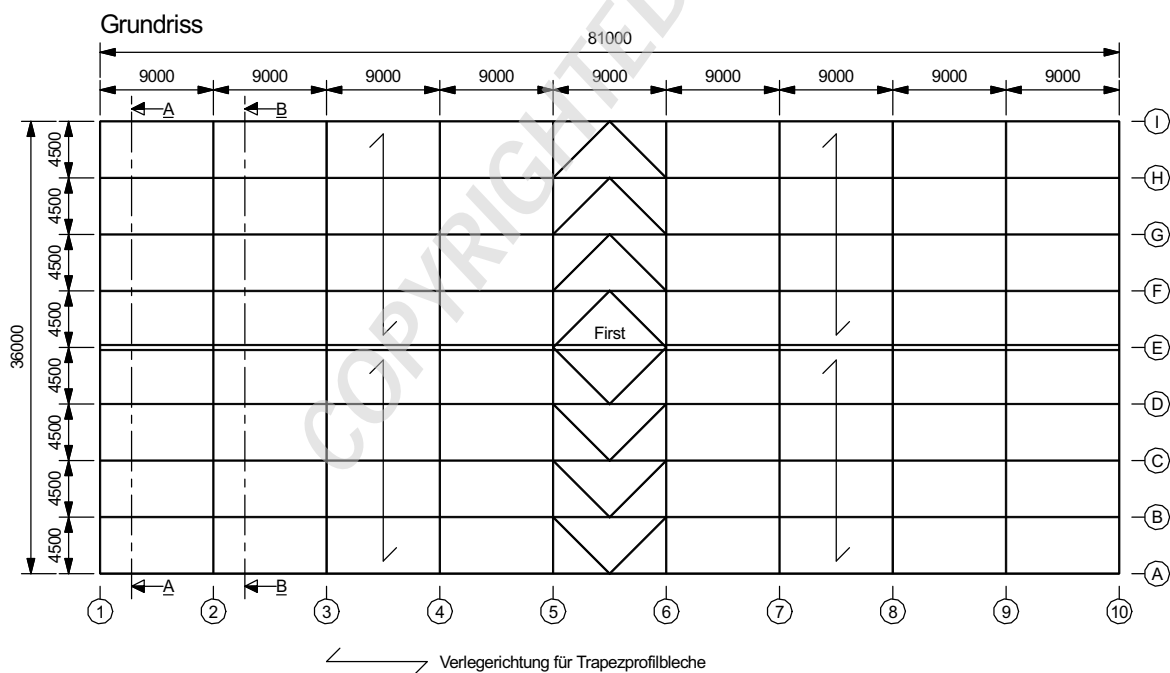 Grundriss
81000
9000 9000 9000 9000 9000 9000 9000 9000 9000
A B
I
4500
H
4500
G
4500
F
4500
First
E
36000
4500
D
4500
C
4500
B
4500
A
A B
1 2 3 4 5 6 7 8 9 10
Verlegerichtung für Trapezprofilbleche
COPYRIGHTED